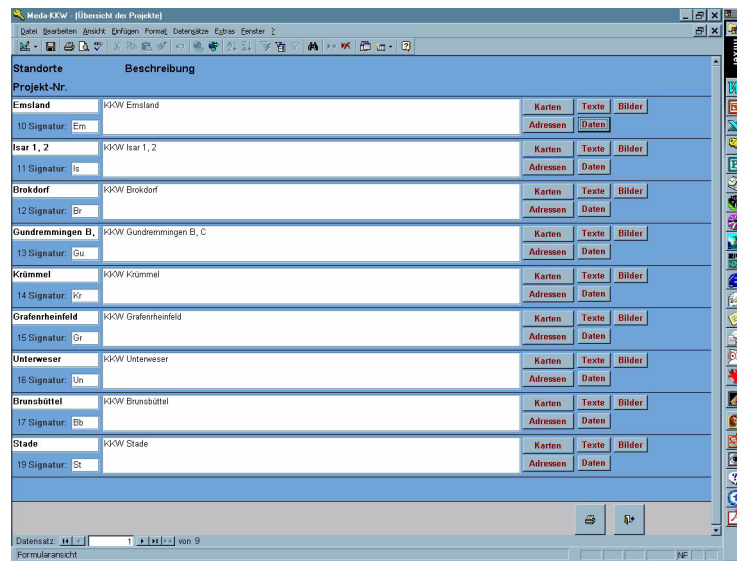 Meda-KKW - [Übersicht der Projekte]
Datei Bearbeiten Ansicht Einfügen Format Datensätze Extras Fenster ?
Standorte Beschreibung
Projekt-Nr.
Emsland KKW Emsland Karten Texte Bilder
10 Signatur: Em Adressen Daten
Isar 1, 2 KKW Isar 1, 2 Karten Texte Bilder
11 Signatur: Is Adressen Daten
Brokdorf KKW Brokdorf Karten Texte Bilder
12 Signatur: Br Adressen Daten
Gundremmingen B, KKW Gundremmingen B, C Karten Texte Bilder
13 Signatur: Gu Adressen Daten
Krümmel KKW Krümmel Karten Texte Bilder
14 Signatur: Kr Adressen Daten
Grafenrheinfeld KKW Grafenrheinfeld Karten Texte Bilder
15 Signatur: Gr Adressen Daten
Unterweser KKW Unterweser Karten Texte Bilder
16 Signatur: Un Adressen Daten
Brunsbüttel KKW Brunsbüttel Karten Texte Bilder
17 Signatur: Bb Adressen Daten
Stade KKW Stade Karten Texte Bilder
19 Signatur: St Adressen Daten
Datensatz: 1 von 9
Formularansicht NF